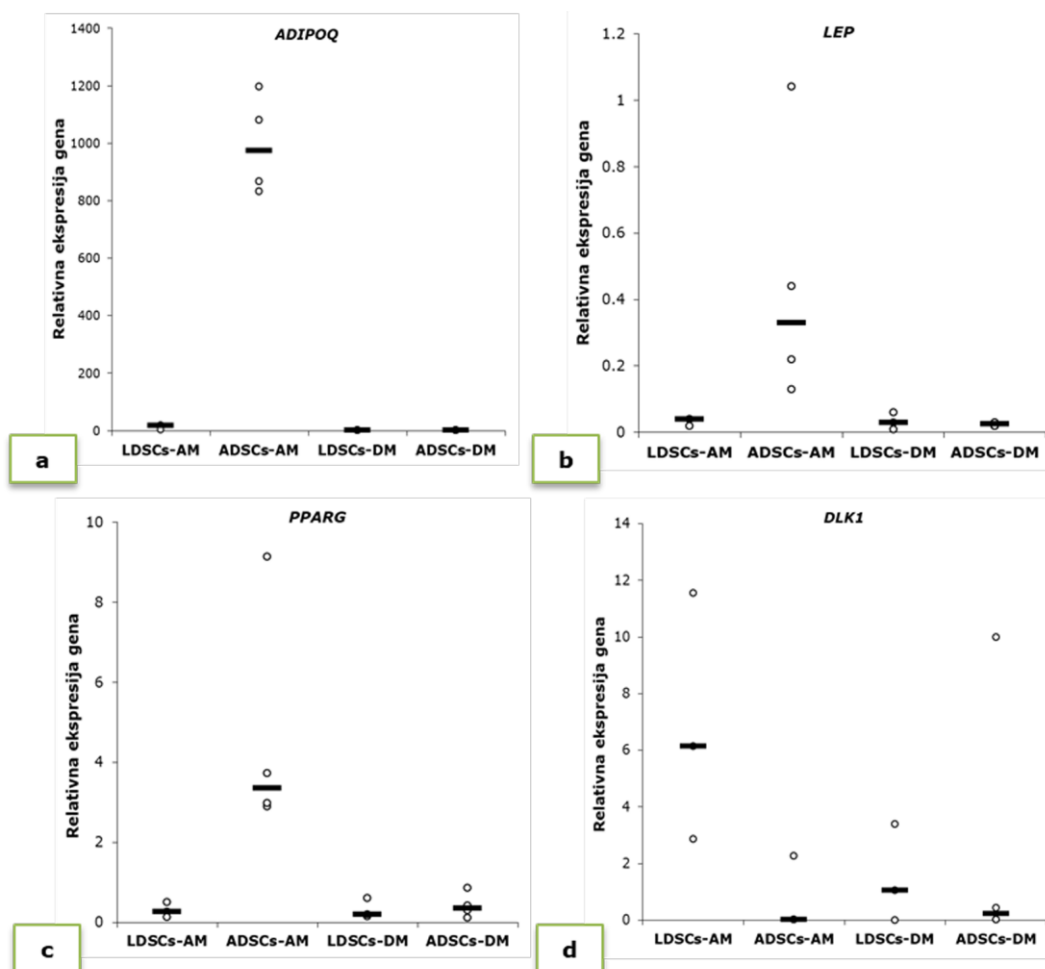 ADIPOQ
Relativna ekspresija gena
1400
1200
1000
800
600
400
200
0
LDSCs-AM ADSCs-AM LDSCs-DM ADSCs-DM
a
LEP
Relativna ekspresija gena
1.2
1
0.8
0.6
0.4
0.2
0
LDSCs-AM ADSCs-AM LDSCs-DM ADSCs-DM
b
PPARG
Relativna ekspresija gena
10
8
6
4
2
0
LDSCs-AM ADSCs-AM LDSCs-DM ADSCs-DM
c
DLK1
Relativna ekspresija gena
14
12
10
8
6
4
2
0
LDSCs-AM ADSCs-AM LDSCs-DM ADSCs-DM
d